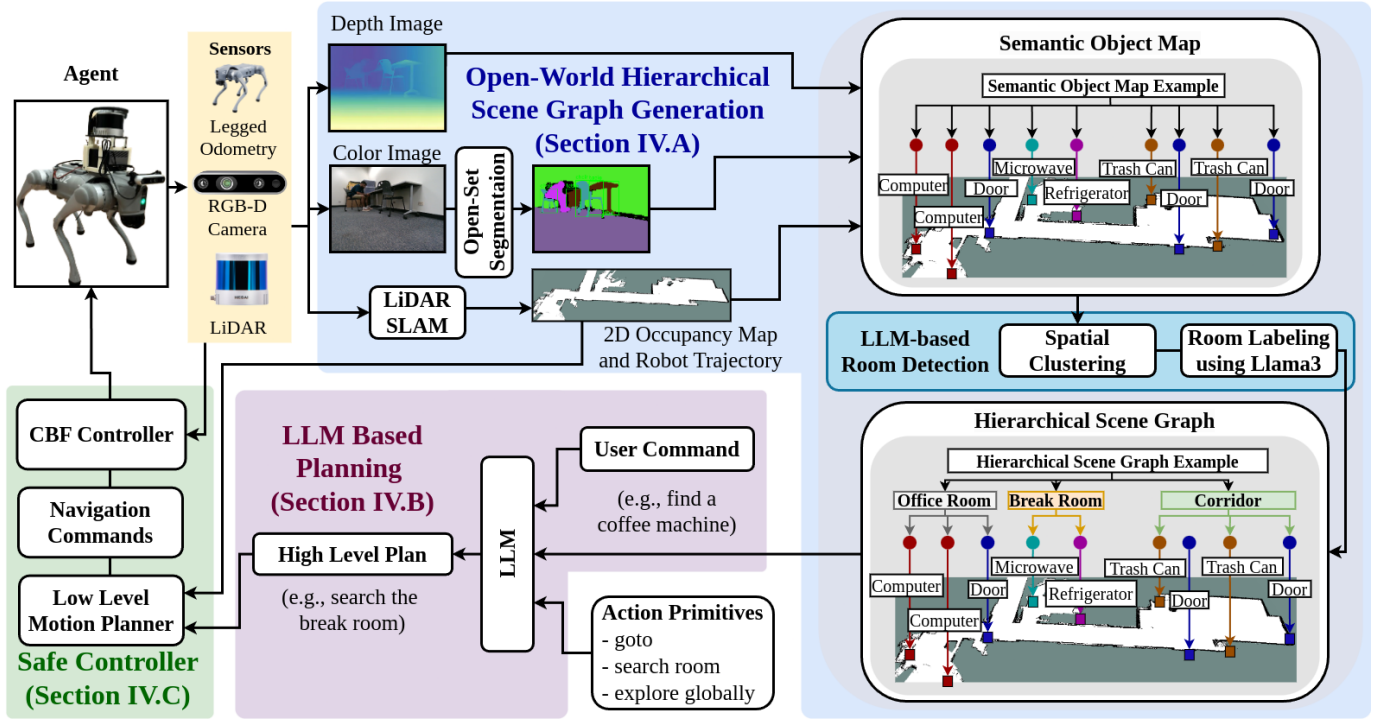 Agent
Sensors
Legged
Odometry
RGB-D
Camera
LiDAR
Depth Image
Open-World Hierarchical
Scene Graph Generation
(Section IV.A)
Color Image
Open-Set
Segmentaion
LiDAR
SLAM
2D Occupancy Map
and Robot Trajectory
Semantic Object Map
Semantic Object Map Example
Microwave
Trash Can
Trash Can
Computer
Door
Refrigerator
Door
Door
Computer
LLM-based
Room Detection
Spatial
Clustering
Room Labeling
using Llama3
Hierarchical Scene Graph
Hierarchical Scene Graph Example
Office Room
Break Room
Corridor
Microwave
Trash Can
Trash Can
Computer
Door
Refrigerator
Door
Door
Computer
LLM Based
Planning
(Section IV.B)
User Command
(e.g., find a
coffee machine)
LLM
High Level Plan
(e.g., search the
break room)
Action Primitives
- goto
- search room
- explore globally
CBF Controller
Navigation
Commands
Low Level
Motion Planner
Safe Controller
(Section IV.C)